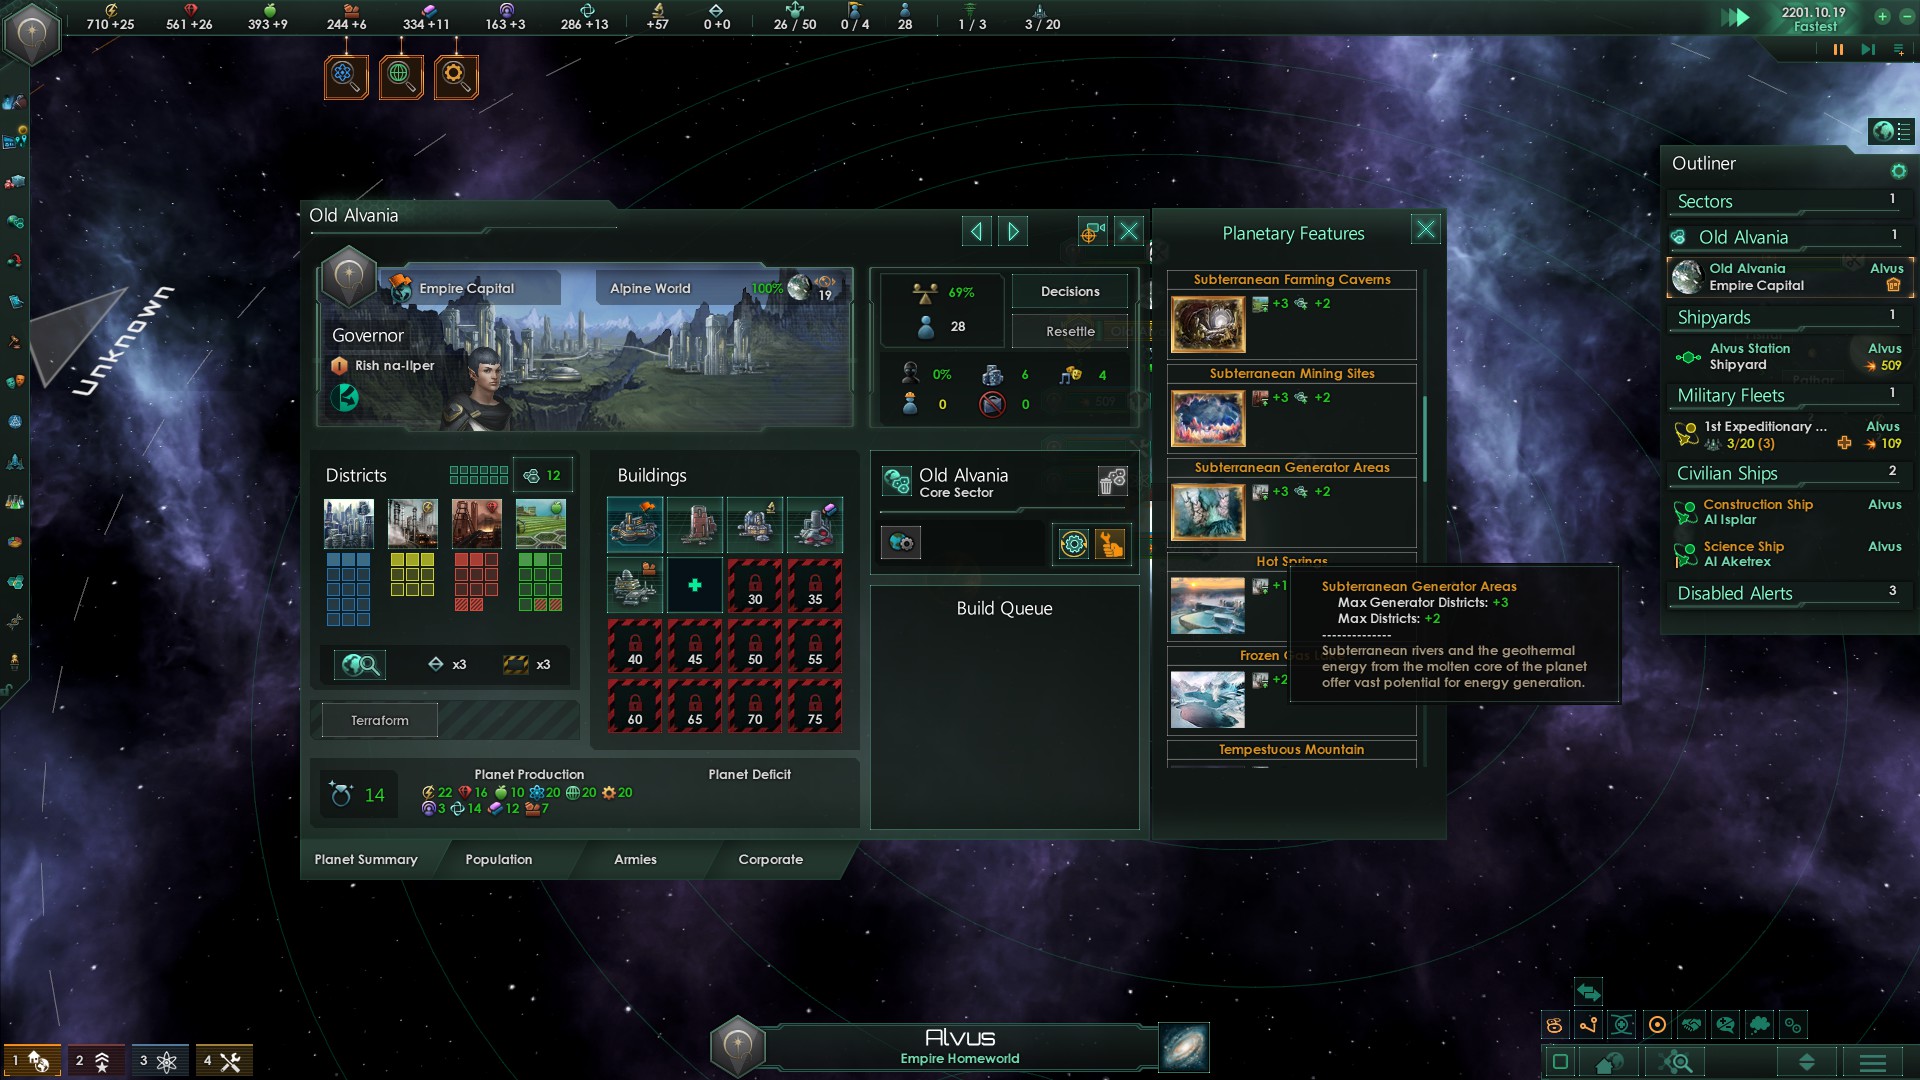 710 +25
561 +26
393 +9
244 +6
334 +11
163 +3
286 +13
+57
0 +0
26 / 50
0 / 4
28
1 / 3
3 / 20
2201.10.19
Fastest
Unknown
Old Alvania
Empire Capital
Alpine World
100%
19
Governor
Rish na-Ilper
69%
28
Decisions
Resettle
0%
6
4
0
0
Districts
12
x3
x3
Terraform
Buildings
30
35
40
45
50
55
60
65
70
75
Old Alvania
Core Sector
Build Queue
14
Planet Production
22 16 10 20 20 20
3 14 12 7
Planet Deficit
Planet Summary
Population
Armies
Corporate
Planetary Features
Subterranean Farming Caverns
+3 +2
Subterranean Mining Sites
+3 +2
Subterranean Generator Areas
+3 +2
Hot Springs
+1
Frozen Gas
+2
Tempestuous Mountain
Subterranean Generator Areas
Max Generator Districts: +3
Max Districts: +2
--------------
Subterranean rivers and the geothermal
energy from the molten core of the planet
offer vast potential for energy generation.
Outliner
Sectors 1
Old Alvania 1
Old Alvania Alvus
Empire Capital
Shipyards 1
Alvus Station Alvus
Shipyard 509
Military Fleets 1
1st Expeditionary ... Alvus
3/20 (3) 109
Civilian Ships 2
Construction Ship Alvus
AI Isplar
Science Ship Alvus
AI Aketrex
Disabled Alerts 3
Alvus
Empire Homeworld
1
2
3
4